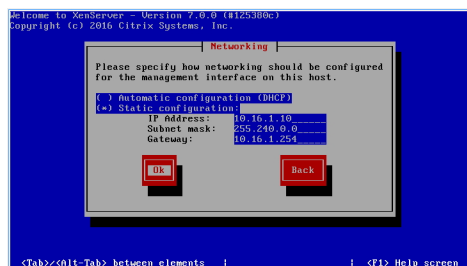 Welcome to XenServer - Version 7.0.0 (#125380c)
Copyright (c) 2016 Citrix Systems, Inc.
Networking
Please specify how networking should be configured
for the management interface on this host.
( ) Automatic configuration (DHCP)
(*) Static configuration:
IP Address: 10.16.1.10______
Subnet mask: 255.240.0.0_____
Gateway: 10.16.1.254_____
Ok Back
<Tab>/<Alt-Tab> between elements | | <F1> Help screen